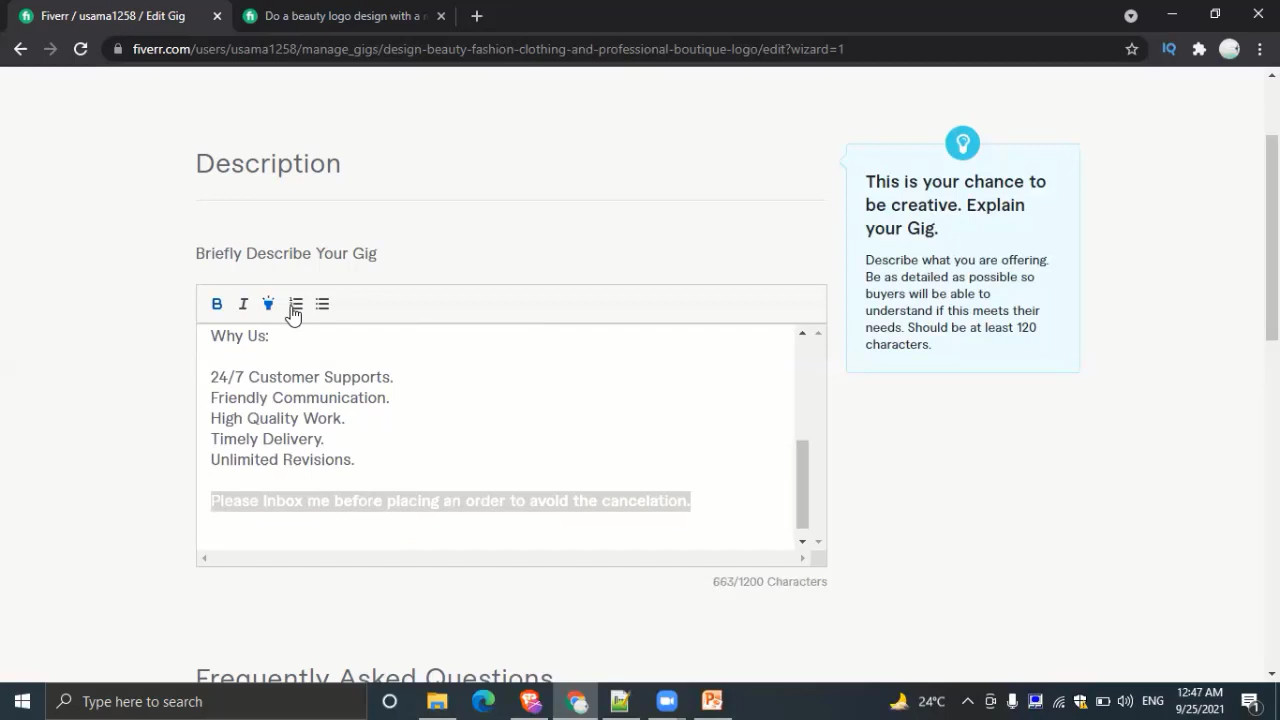 Fiverr / usama1258 / Edit Gig
Do a beauty logo design with a
fiverr.com/users/usama1258/manage_gigs/design-beauty-fashion-clothing-and-professional-boutique-logo/edit?wizard=1
IQ
Description
Briefly Describe Your Gig
B I
Why Us:
24/7 Customer Supports.
Friendly Communication.
High Quality Work.
Timely Delivery.
Unlimited Revisions.
Please Inbox me before placing an order to avoid the cancelation.
663/1200 Characters
This is your chance to
be creative. Explain
your Gig.
Describe what you are offering.
Be as detailed as possible so
buyers will be able to
understand if this meets their
needs. Should be at least 120
characters.
Frequently Asked Questions
Type here to search
24°C
ENG
12:47 AM
9/25/2021
1